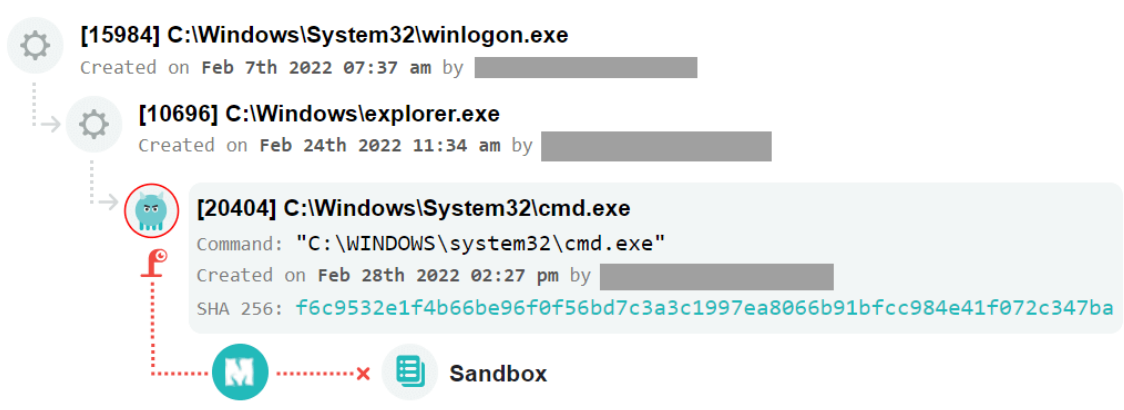 [15984] C:\Windows\System32\winlogon.exe
Created on Feb 7th 2022 07:37 am by
[10696] C:\Windows\explorer.exe
Created on Feb 24th 2022 11:34 am by
[20404] C:\Windows\System32\cmd.exe
Command: "C:\WINDOWS\system32\cmd.exe"
Created on Feb 28th 2022 02:27 pm by
SHA 256: f6c9532e1f4b66be96f0f56bd7c3a3c1997ea8066b91bfcc984e41f072c347ba
M
Sandbox